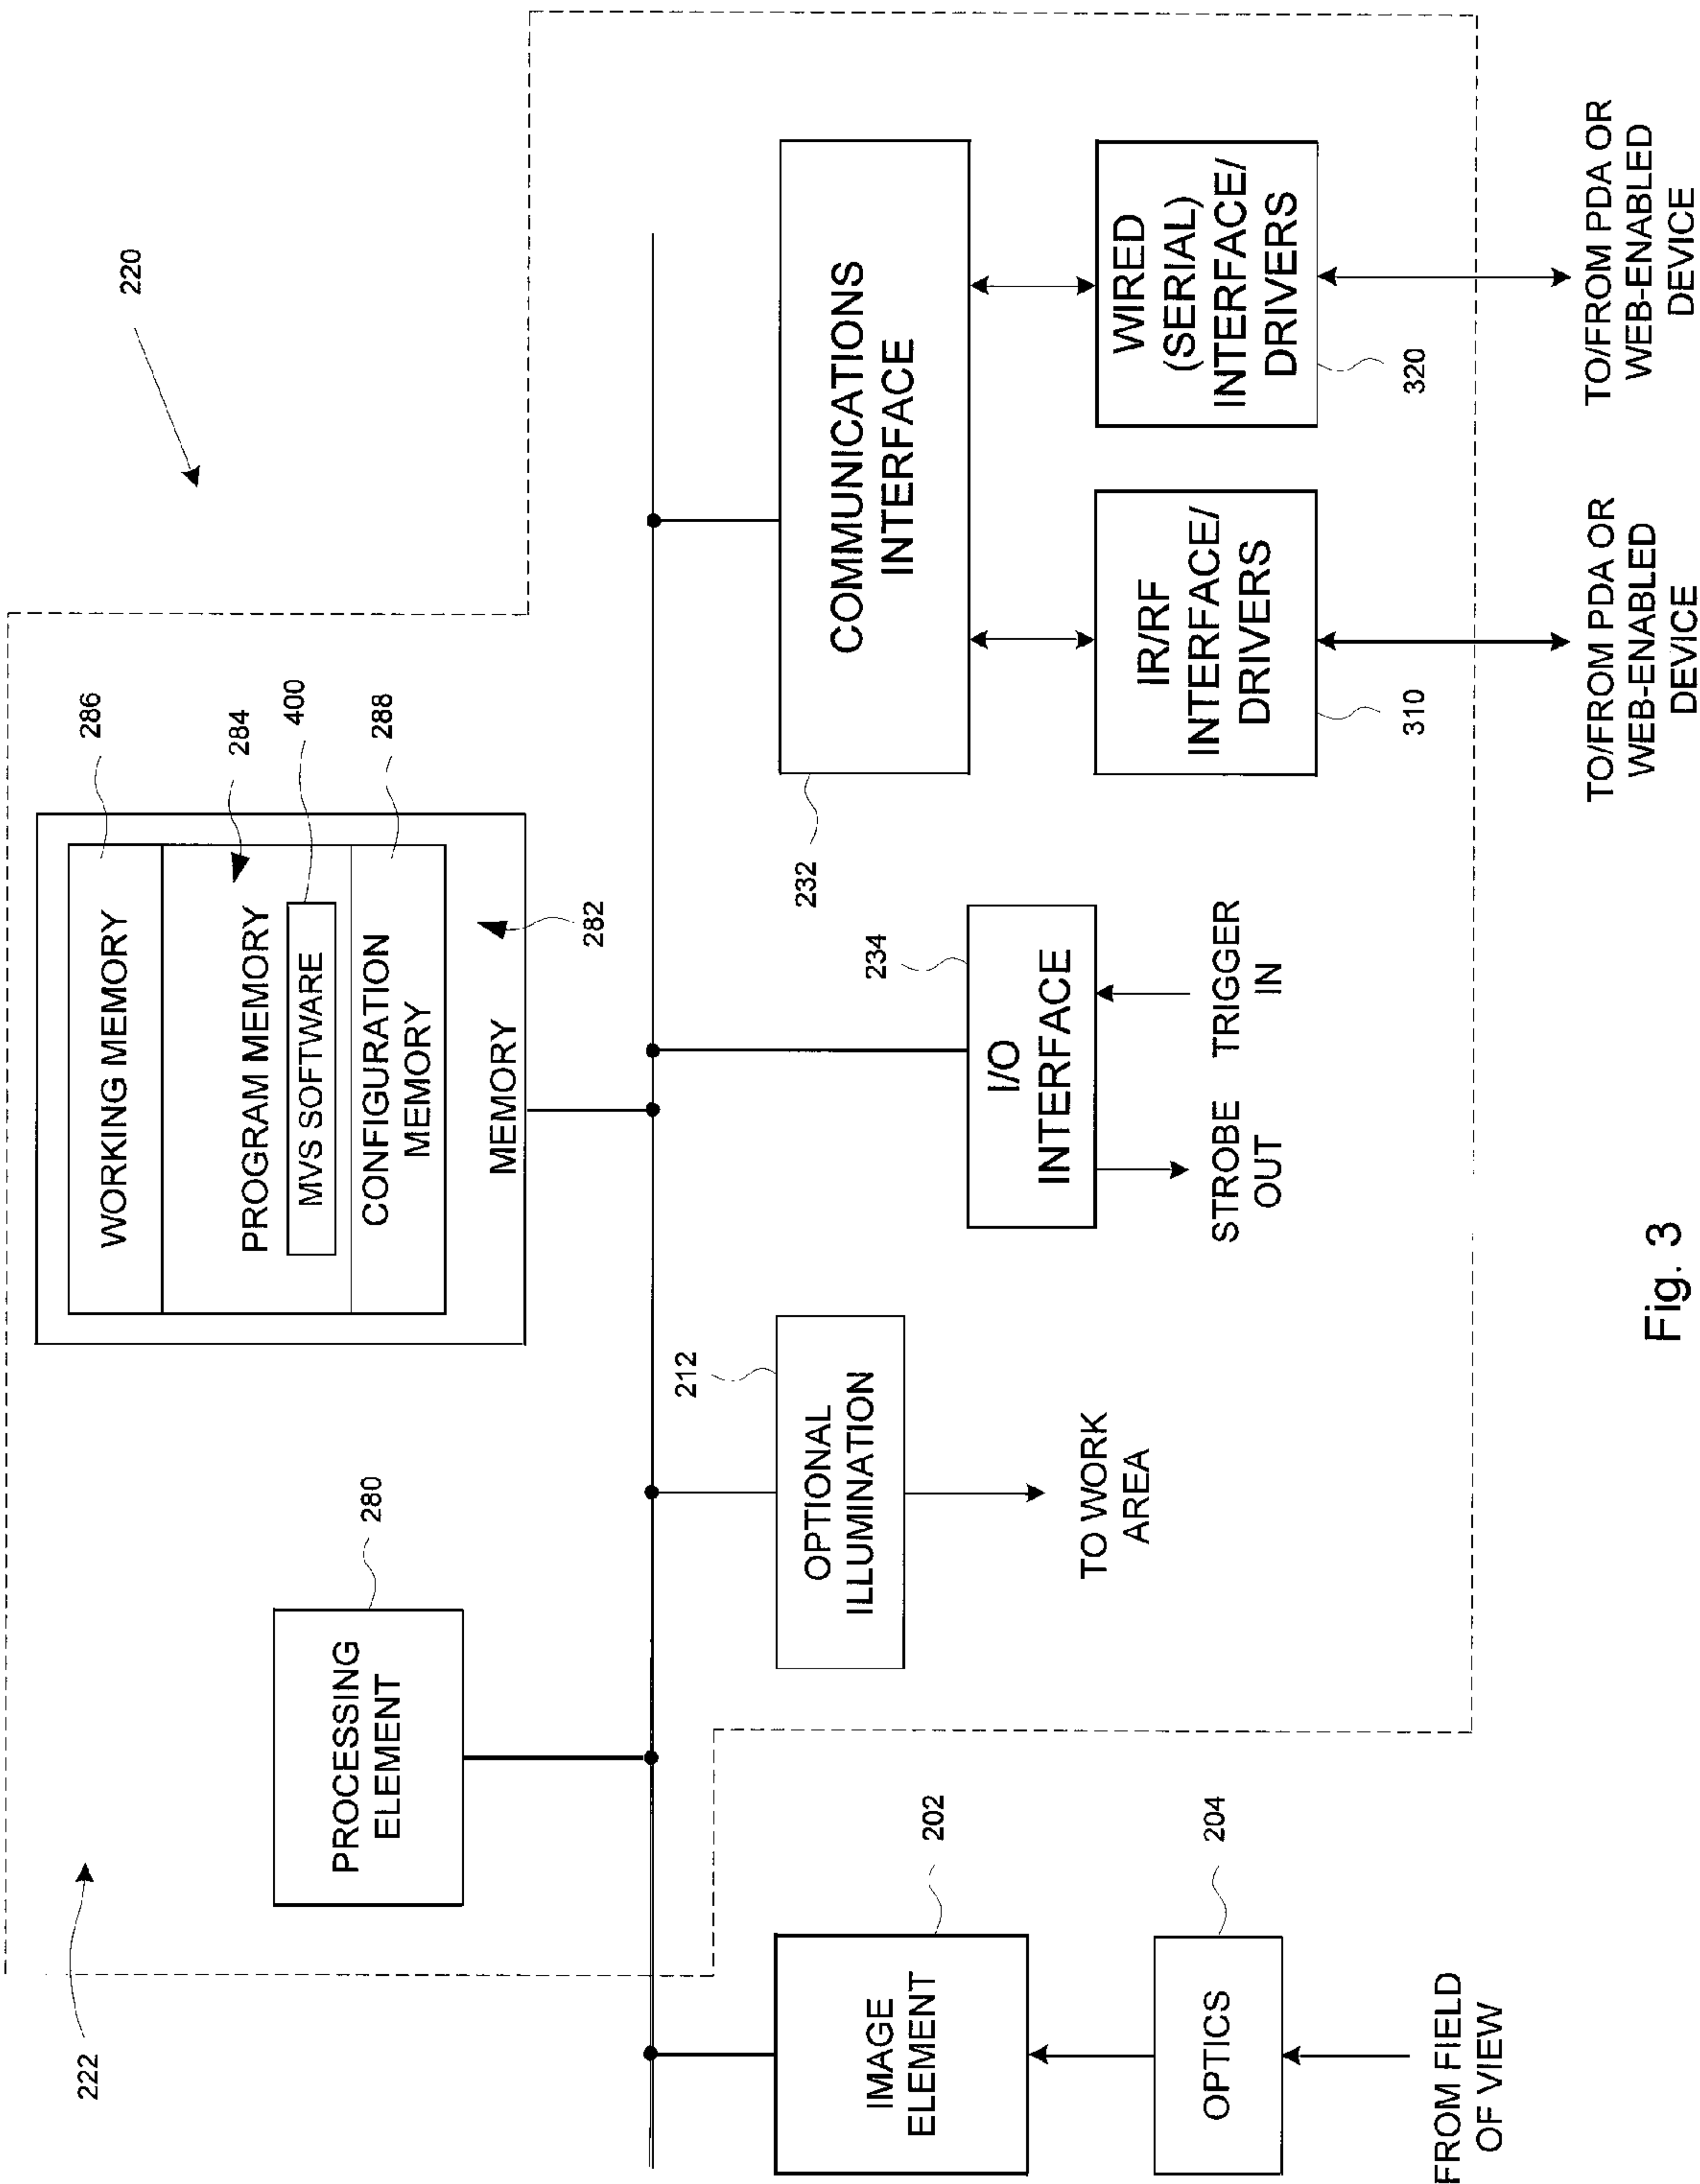 220
222
280
PROCESSING
ELEMENT
286
284
400
288
WORKING MEMORY
PROGRAM MEMORY
MVS SOFTWARE
CONFIGURATION
MEMORY
MEMORY
282
202
IMAGE
ELEMENT
204
OPTICS
FROM FIELD
OF VIEW
212
OPTIONAL
ILLUMINATION
TO WORK
AREA
234
I/O
INTERFACE
STROBE
OUT
TRIGGER
IN
232
COMMUNICATIONS
INTERFACE
IR/RF
INTERFACE/
DRIVERS
310
WIRED
(SERIAL)
INTERFACE/
DRIVERS
320
TO/FROM PDA OR
WEB-ENABLED
DEVICE
TO/FROM PDA OR
WEB-ENABLED
DEVICE
Fig. 3